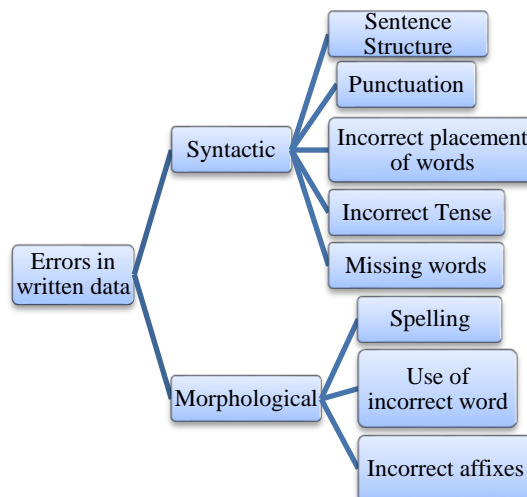 Sentence
Structure
Punctuation
Syntactic
Incorrect placement
of words
Incorrect Tense
Missing words
Errors in
written data
Spelling
Morphological
Use of
incorrect word
Incorrect affixes